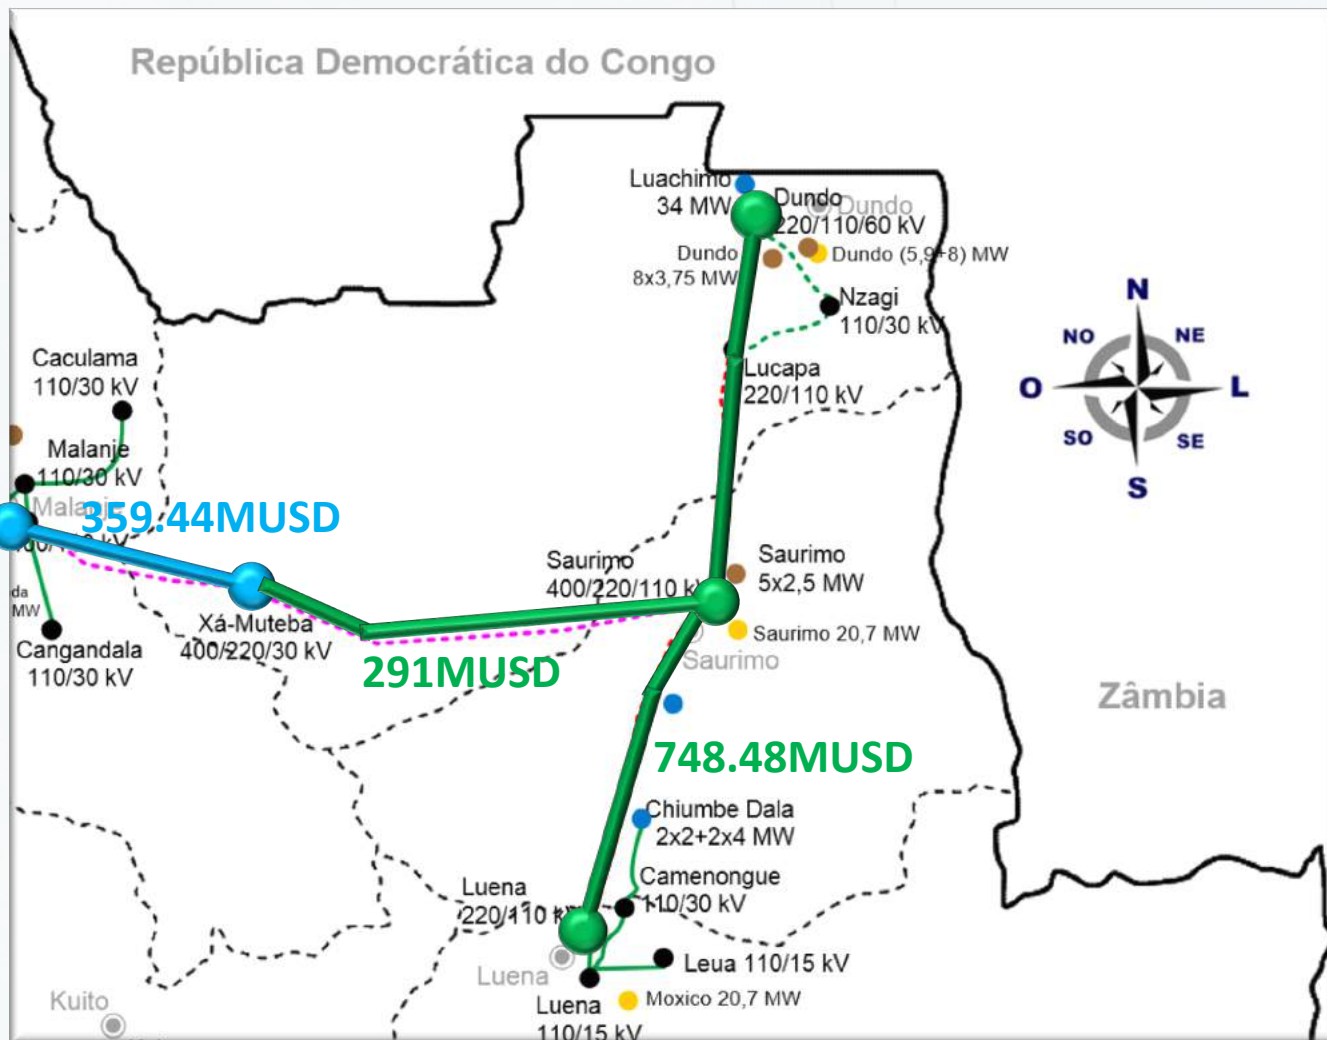 República Democrática do Congo
Luachimo
34 MW
Dundo
220/110/60 kV
Dundo
Dundo
8x3,75 MW
Dundo (5,9+8) MW
Nzagi
110/30 kV
Lucapa
220/110 kV
N
NO
NE
O
L
SO
SE
S
Caculama
110/30 kV
Malanje
110/30 kV
Malanje
359.44MUSD
da
MW
Cangandala
110/30 kV
Xá-Muteba
400/220/30 kV
291MUSD
Saurimo
400/220/110 kV
Saurimo
5x2,5 MW
Saurimo 20,7 MW
Saurimo
Zâmbia
748.48MUSD
Chiumbe Dala
2x2+2x4 MW
Camenongue
110/30 kV
Luena
220/110 kV
Luena
Leua 110/15 kV
Luena
110/15 kV
Moxico 20,7 MW
Kuito